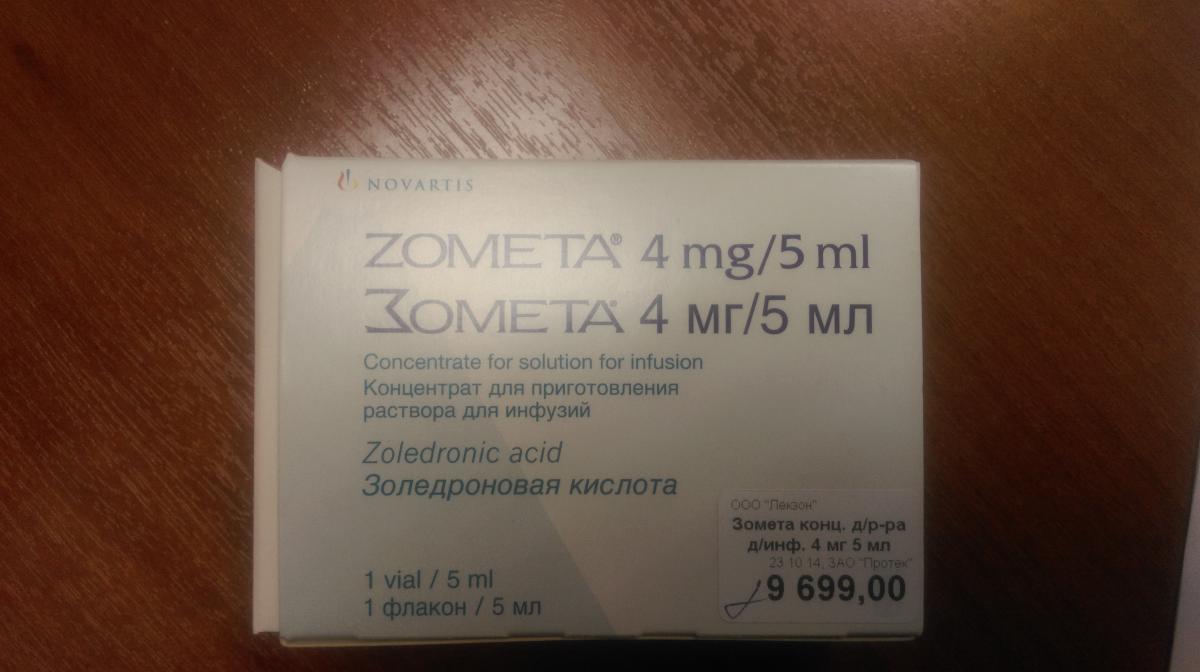 NOVARTIS
ZOMETA® 4 mg/5 ml
ЗОМЕТА® 4 мг/5 мл
Concentrate for solution for infusion
Концентрат для приготовления
раствора для инфузий
Zoledronic acid
Золедроновая кислота
1 vial / 5 ml
1 флакон / 5 мл
ООО "Лекзон"
Зомета конц. д/р-ра
д/инф. 4 мг 5 мл
23 10 14, ЗАО "Протек"
9 699,00